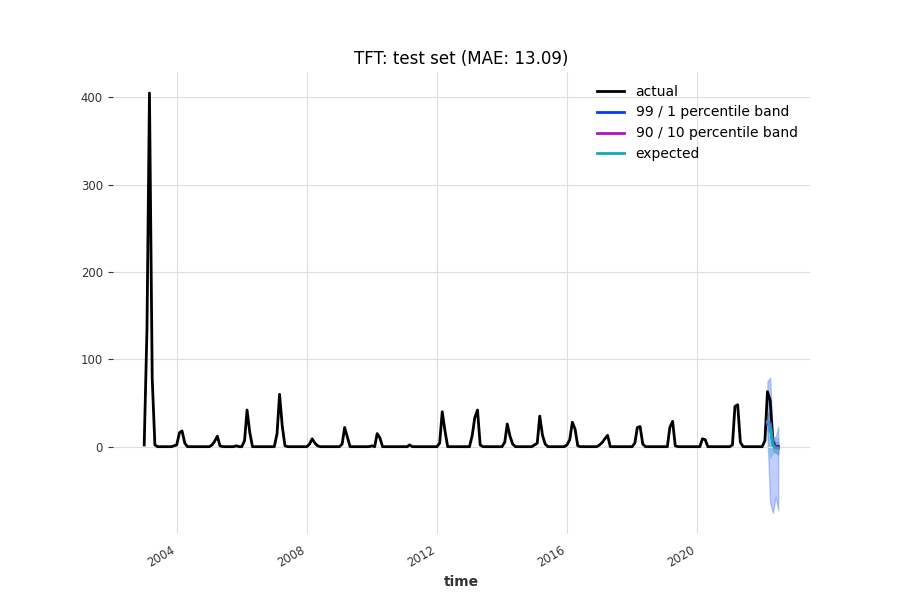 TFT: test set (MAE: 13.09)
actual
99 / 1 percentile band
90 / 10 percentile band
expected
400
300
200
100
0
2004
2008
2012
2016
2020
time